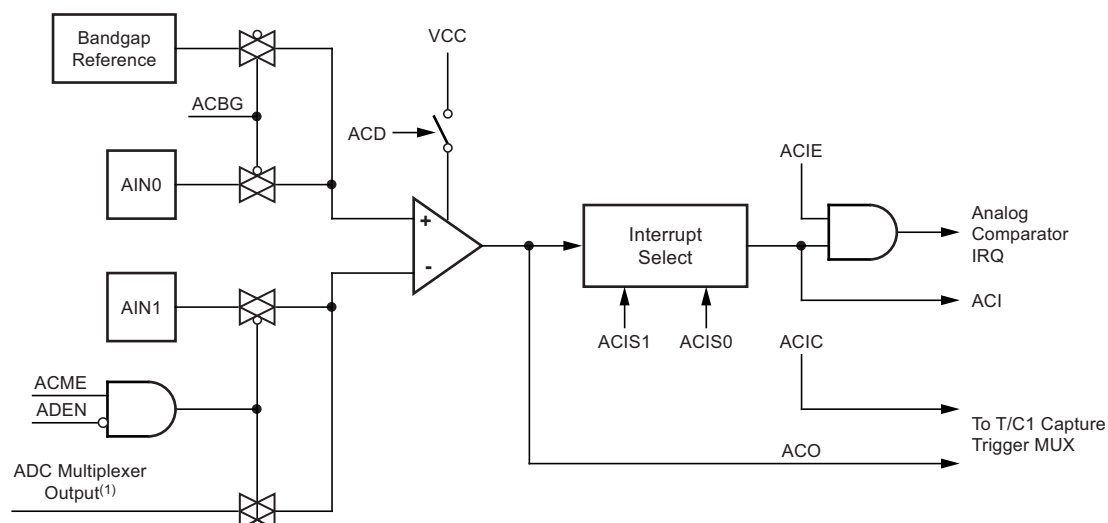 Bandgap
Reference
VCC
ACBG
ACD
AIN0
ACIE
+
-
Interrupt
Select
Analog
Comparator
IRQ
AIN1
ACI
ACIS1
ACIS0
ACIC
ACME
ADEN
To T/C1 Capture
Trigger MUX
ACO
ADC Multiplexer
Output(1)